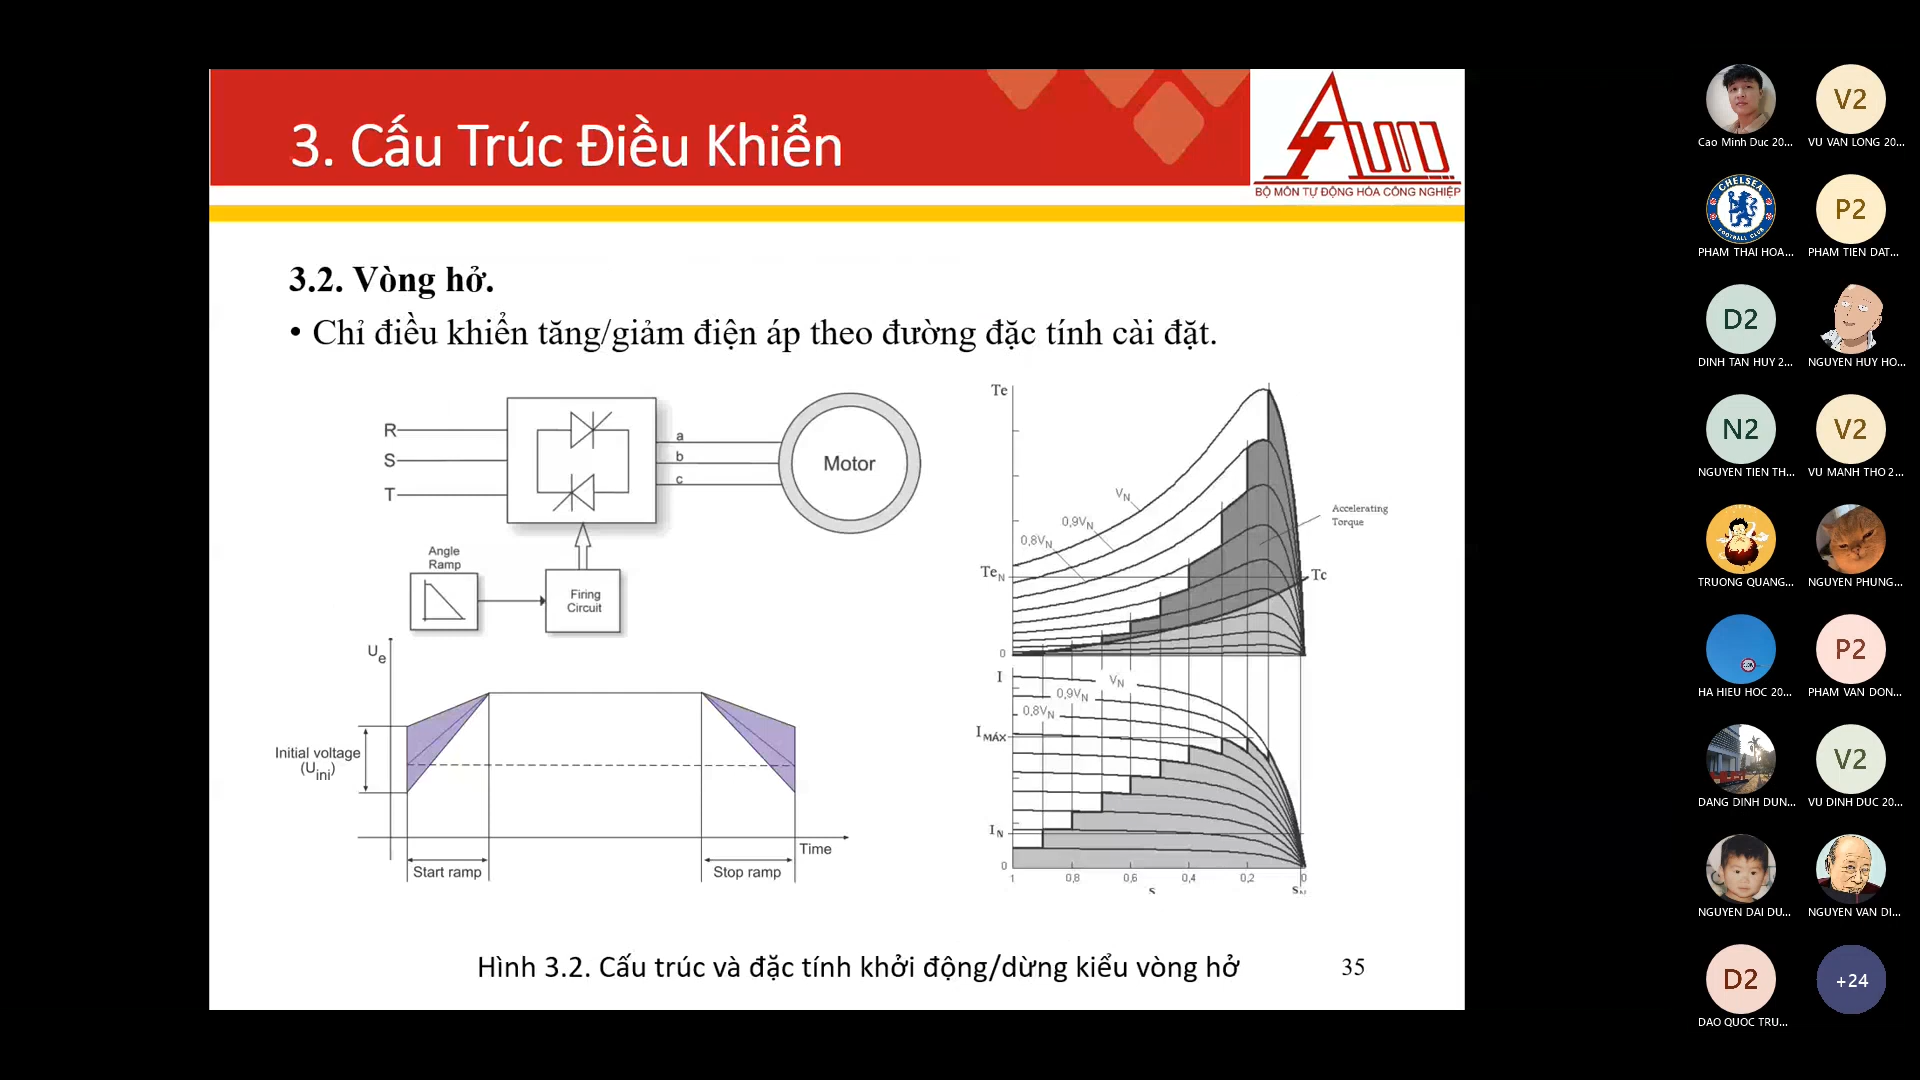 3. Cấu Trúc Điều Khiển
BỘ MÔN TỰ ĐỘNG HÓA CÔNG NGHIỆP
3.2. Vòng hở.
• Chỉ điều khiển tăng/giảm điện áp theo đường đặc tính cài đặt.
R
S
T
a
b
c
Motor
Angle
Ramp
Firing
Circuit
Ue
Initial voltage
(Uini)
Time
Start ramp
Stop ramp
Te
VN
0,9VN
0,8VN
Accelerating
Torque
TeN
Tc
0
I
VN
0,9VN
0,8VN
IMÁX
IN
0
1
0,8
0,6
0,4
0,2
0
s
SN
Hình 3.2. Cấu trúc và đặc tính khởi động/dừng kiểu vòng hở
35
Cao Minh Duc 20...
V2
VU VAN LONG 20...
CHELSEA
FOOTBALL CLUB
PHAM THAI HOA...
P2
PHAM TIEN DAT...
D2
DINH TAN HUY 2...
NGUYEN HUY HO...
N2
NGUYEN TIEN TH...
V2
VU MANH THO 2...
TRUONG QUANG...
NGUYEN PHUNG...
HA HIEU HOC 20...
P2
PHAM VAN DON...
DANG DINH DUN...
V2
VU DINH DUC 20...
NGUYEN DAI DU...
NGUYEN VAN DI...
D2
DAO QUOC TRU...
+24